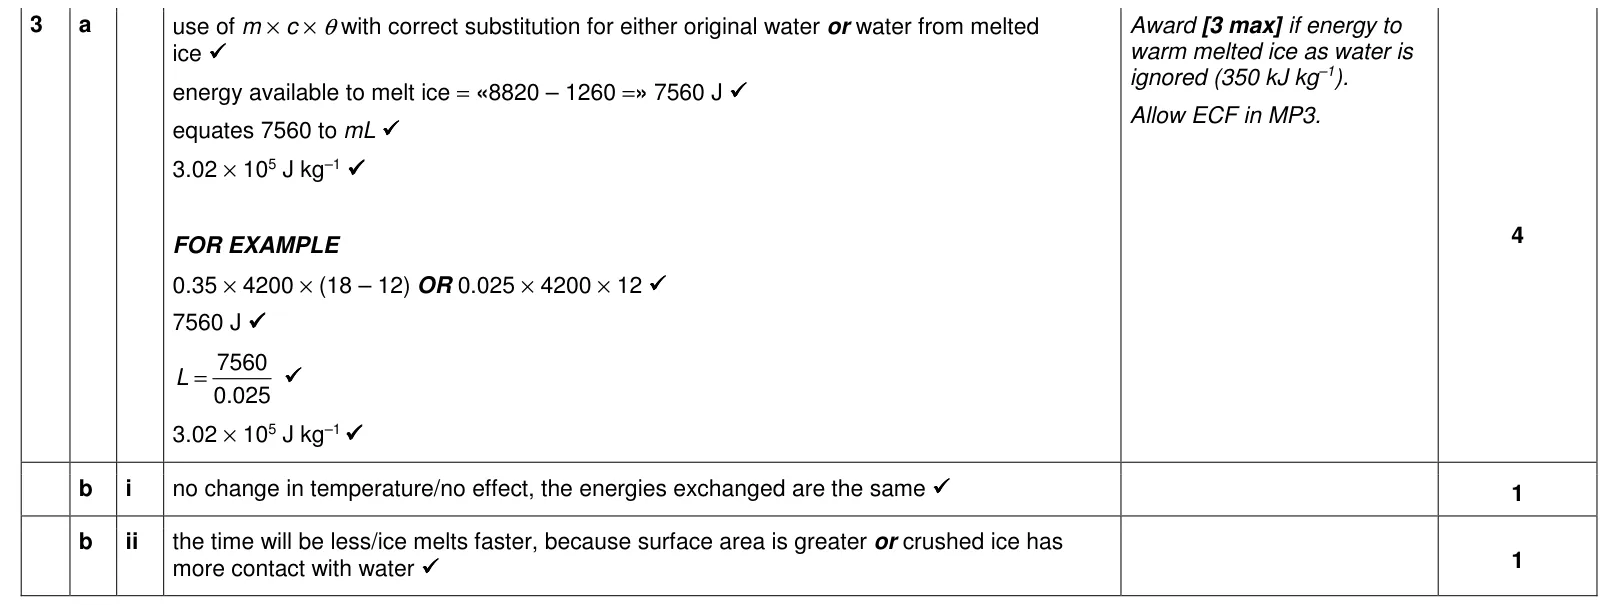 3 a use of m × c × θ with correct substitution for either original water or water from melted
ice ✓
energy available to melt ice = «8820 – 1260 =» 7560 J ✓
equates 7560 to mL ✓
3.02 × 10⁵ J kg⁻¹ ✓
FOR EXAMPLE
0.35 × 4200 × (18 – 12) OR 0.025 × 4200 × 12 ✓
7560 J ✓
L = 7560/0.025 ✓
3.02 × 10⁵ J kg⁻¹ ✓
Award [3 max] if energy to
warm melted ice as water is
ignored (350 kJ kg⁻¹).
Allow ECF in MP3.
4
b i no change in temperature/no effect, the energies exchanged are the same ✓ 1
b ii the time will be less/ice melts faster, because surface area is greater or crushed ice has
more contact with water ✓
1